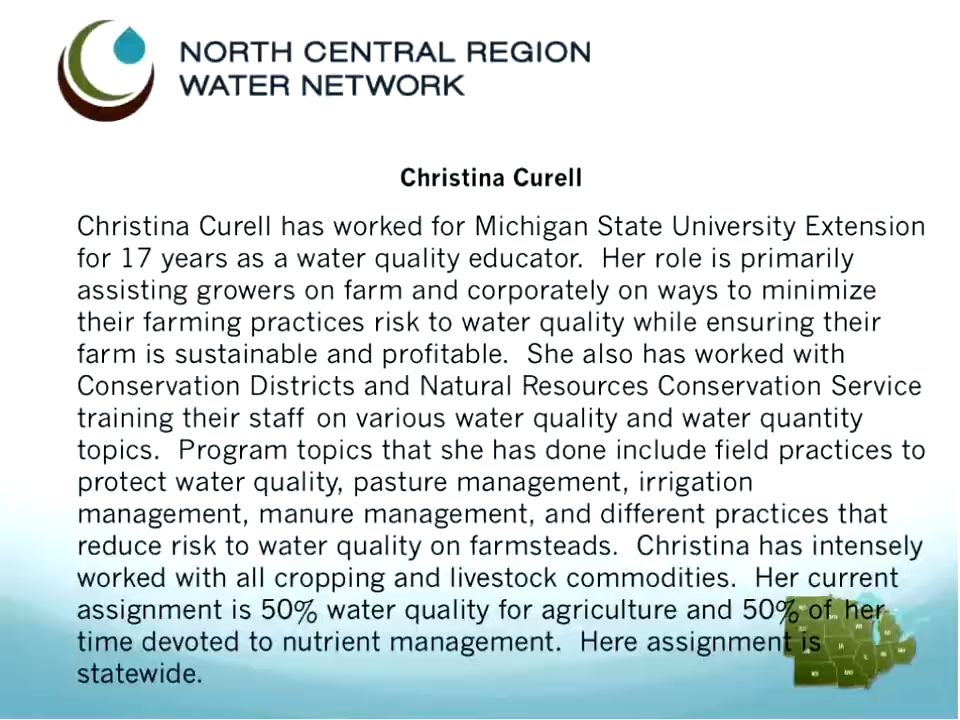 NORTH CENTRAL REGION
WATER NETWORK
Christina Curell
Christina Curell has worked for Michigan State University Extension
for 17 years as a water quality educator.  Her role is primarily
assisting growers on farm and corporately on ways to minimize
their farming practices risk to water quality while ensuring their
farm is sustainable and profitable.  She also has worked with
Conservation Districts and Natural Resources Conservation Service
training their staff on various water quality and water quantity
topics.  Program topics that she has done include field practices to
protect water quality, pasture management, irrigation
management, manure management, and different practices that
reduce risk to water quality on farmsteads.  Christina has intensely
worked with all cropping and livestock commodities.  Her current
assignment is 50% water quality for agriculture and 50% of her
time devoted to nutrient management.  Here assignment is
statewide.